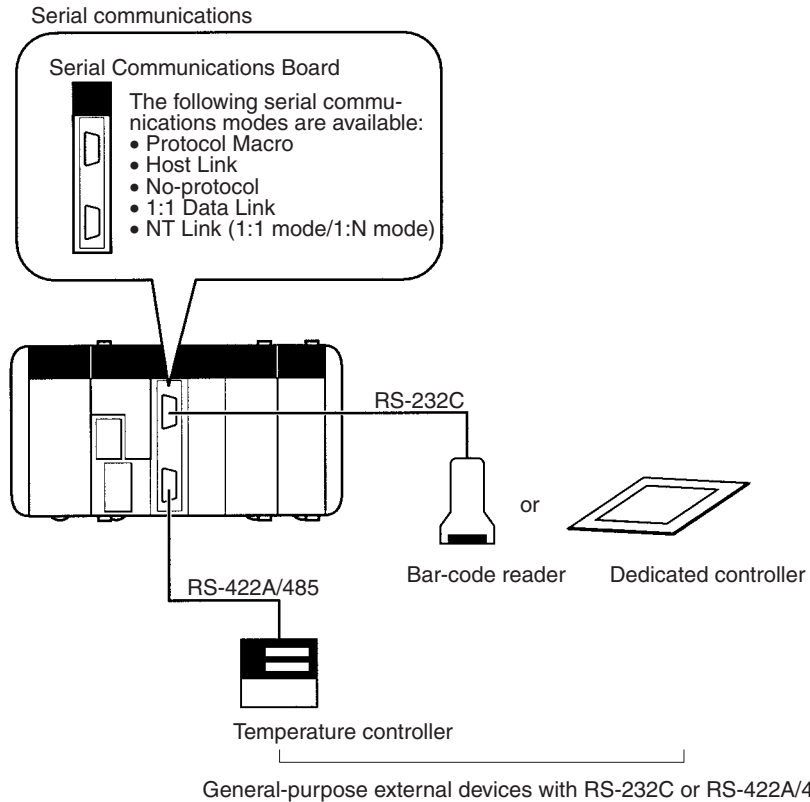 Serial communications
Serial Communications Board
The following serial commu-
nications modes are available:
• Protocol Macro
• Host Link
• No-protocol
• 1:1 Data Link
• NT Link (1:1 mode/1:N mode)
RS-232C
or
Bar-code reader
Dedicated controller
RS-422A/485
Temperature controller
General-purpose external devices with RS-232C or RS-422A/4